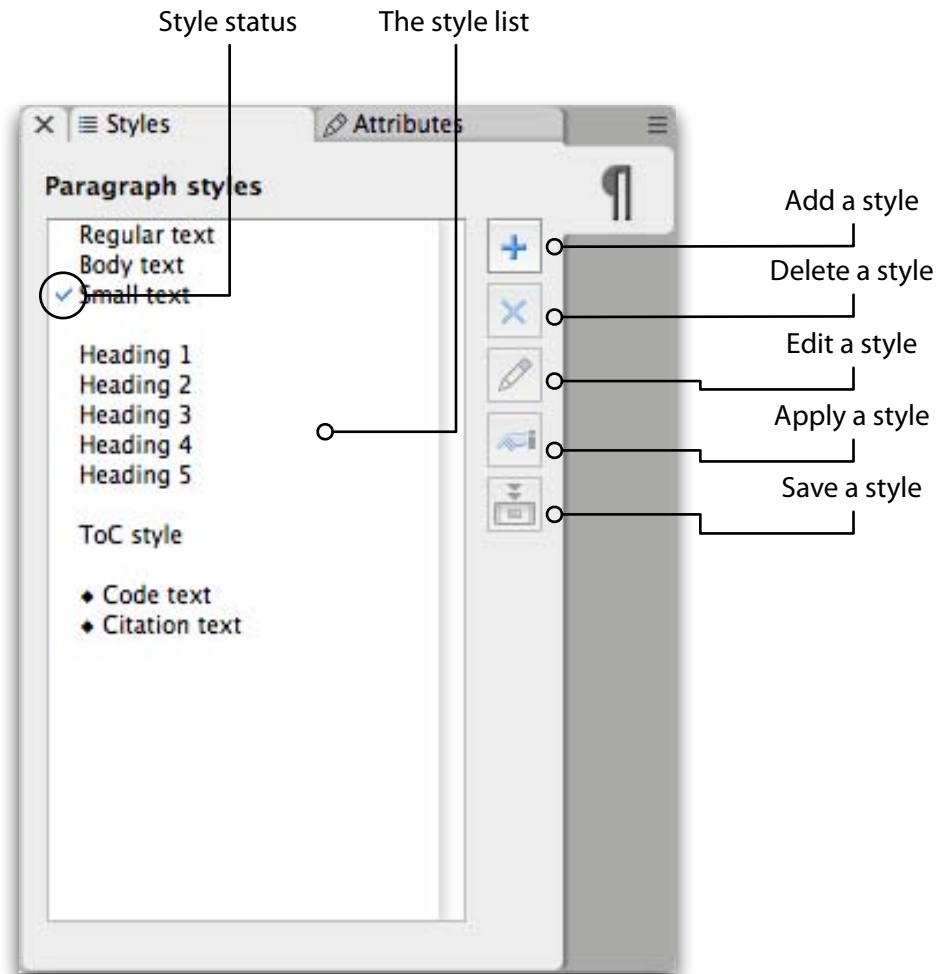 Style status
The style list
Styles
Attributes
Paragraph styles
¶
Regular text
Body text
Small text
Heading 1
Heading 2
Heading 3
Heading 4
Heading 5
ToC style
◆ Code text
◆ Citation text
Add a style
Delete a style
Edit a style
Apply a style
Save a style